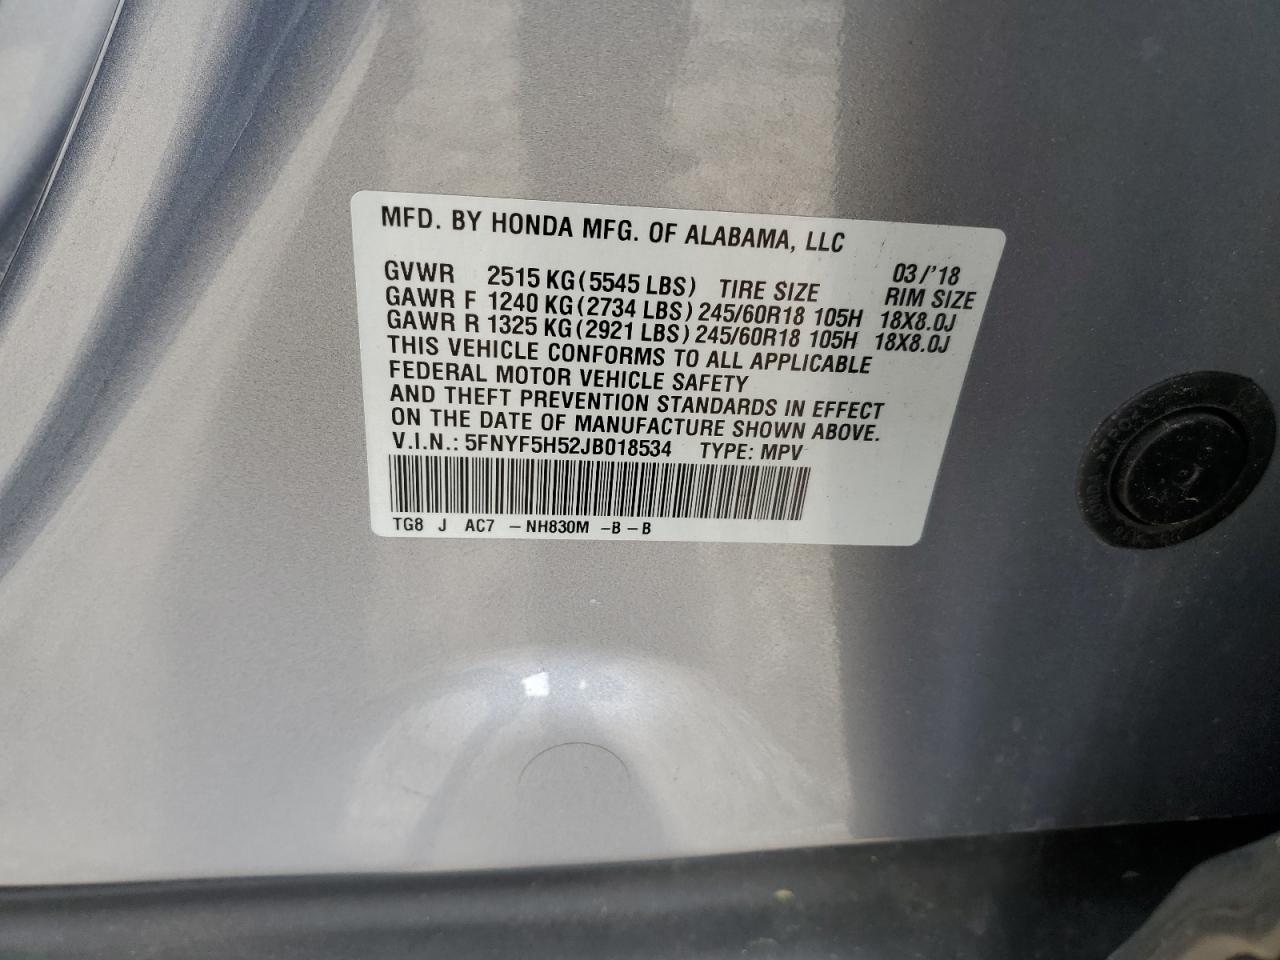 MFD. BY HONDA MFG. OF ALABAMA, LLC
03/'18
GVWR 2515 KG (5545 LBS) TIRE SIZE RIM SIZE
GAWR F 1240 KG (2734 LBS) 245/60R18 105H 18X8.0J
GAWR R 1325 KG (2921 LBS) 245/60R18 105H 18X8.0J
THIS VEHICLE CONFORMS TO ALL APPLICABLE
FEDERAL MOTOR VEHICLE SAFETY
AND THEFT PREVENTION STANDARDS IN EFFECT
ON THE DATE OF MANUFACTURE SHOWN ABOVE.
V.I.N.: 5FNYF5H52JB018534 TYPE: MPV
TG8 J AC7 -NH830M -B-B